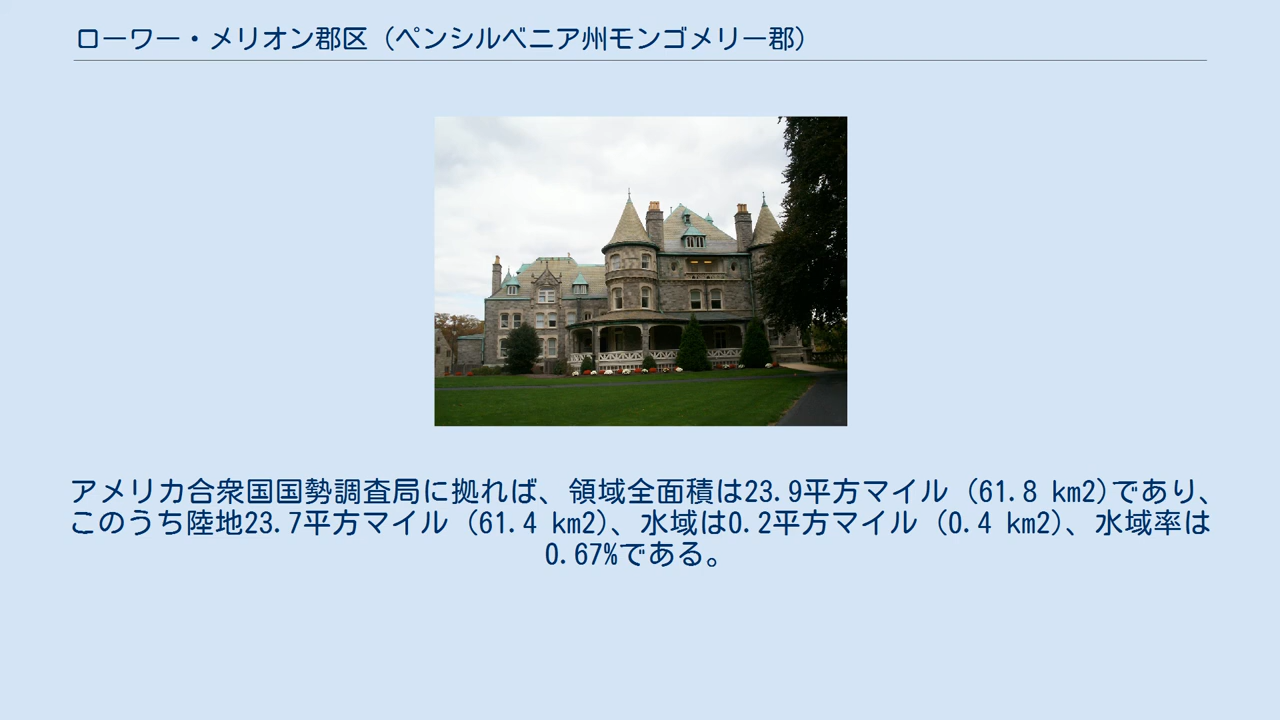 ローワー・メリオン郡区（ペンシルベニア州モンゴメリー郡）
アメリカ合衆国国勢調査局に拠れば、領域全面積は23.9平方マイル（61.8 km2)であり、
このうち陸地23.7平方マイル（61.4 km2)、水域は0.2平方マイル（0.4 km2)、水域率は
0.67%である。